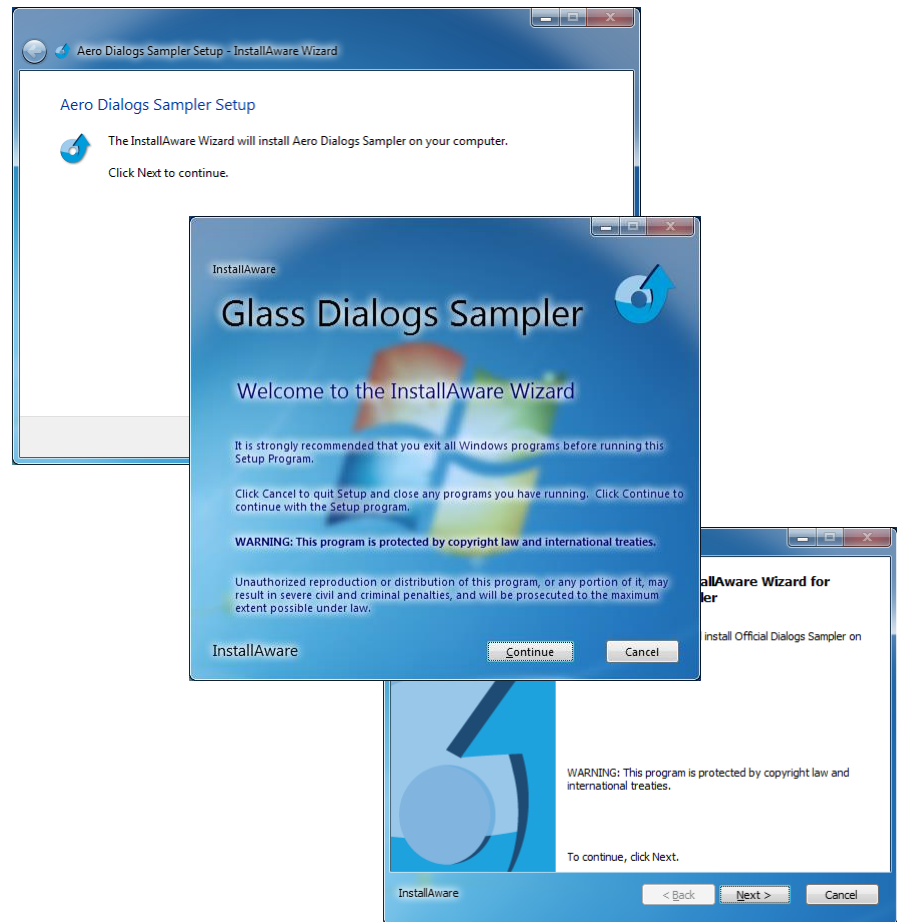 Aero Dialogs Sampler Setup - InstallAware Wizard
Aero Dialogs Sampler Setup
The InstallAware Wizard will install Aero Dialogs Sampler on your computer.
Click Next to continue.
InstallAware
Glass Dialogs Sampler
Welcome to the InstallAware Wizard
It is strongly recommended that you exit all Windows programs before running this
Setup Program.
Click Cancel to quit Setup and close any programs you have running.  Click Continue to
continue with the Setup program.
WARNING: This program is protected by copyright law and international treaties.
Unauthorized reproduction or distribution of this program, or any portion of it, may
result in severe civil and criminal penalties, and will be prosecuted to the maximum
extent possible under law.
InstallAware
Continue
Cancel
allAware Wizard for
ler
install Official Dialogs Sampler on
WARNING: This program is protected by copyright law and
international treaties.
To continue, click Next.
InstallAware
< Back
Next >
Cancel